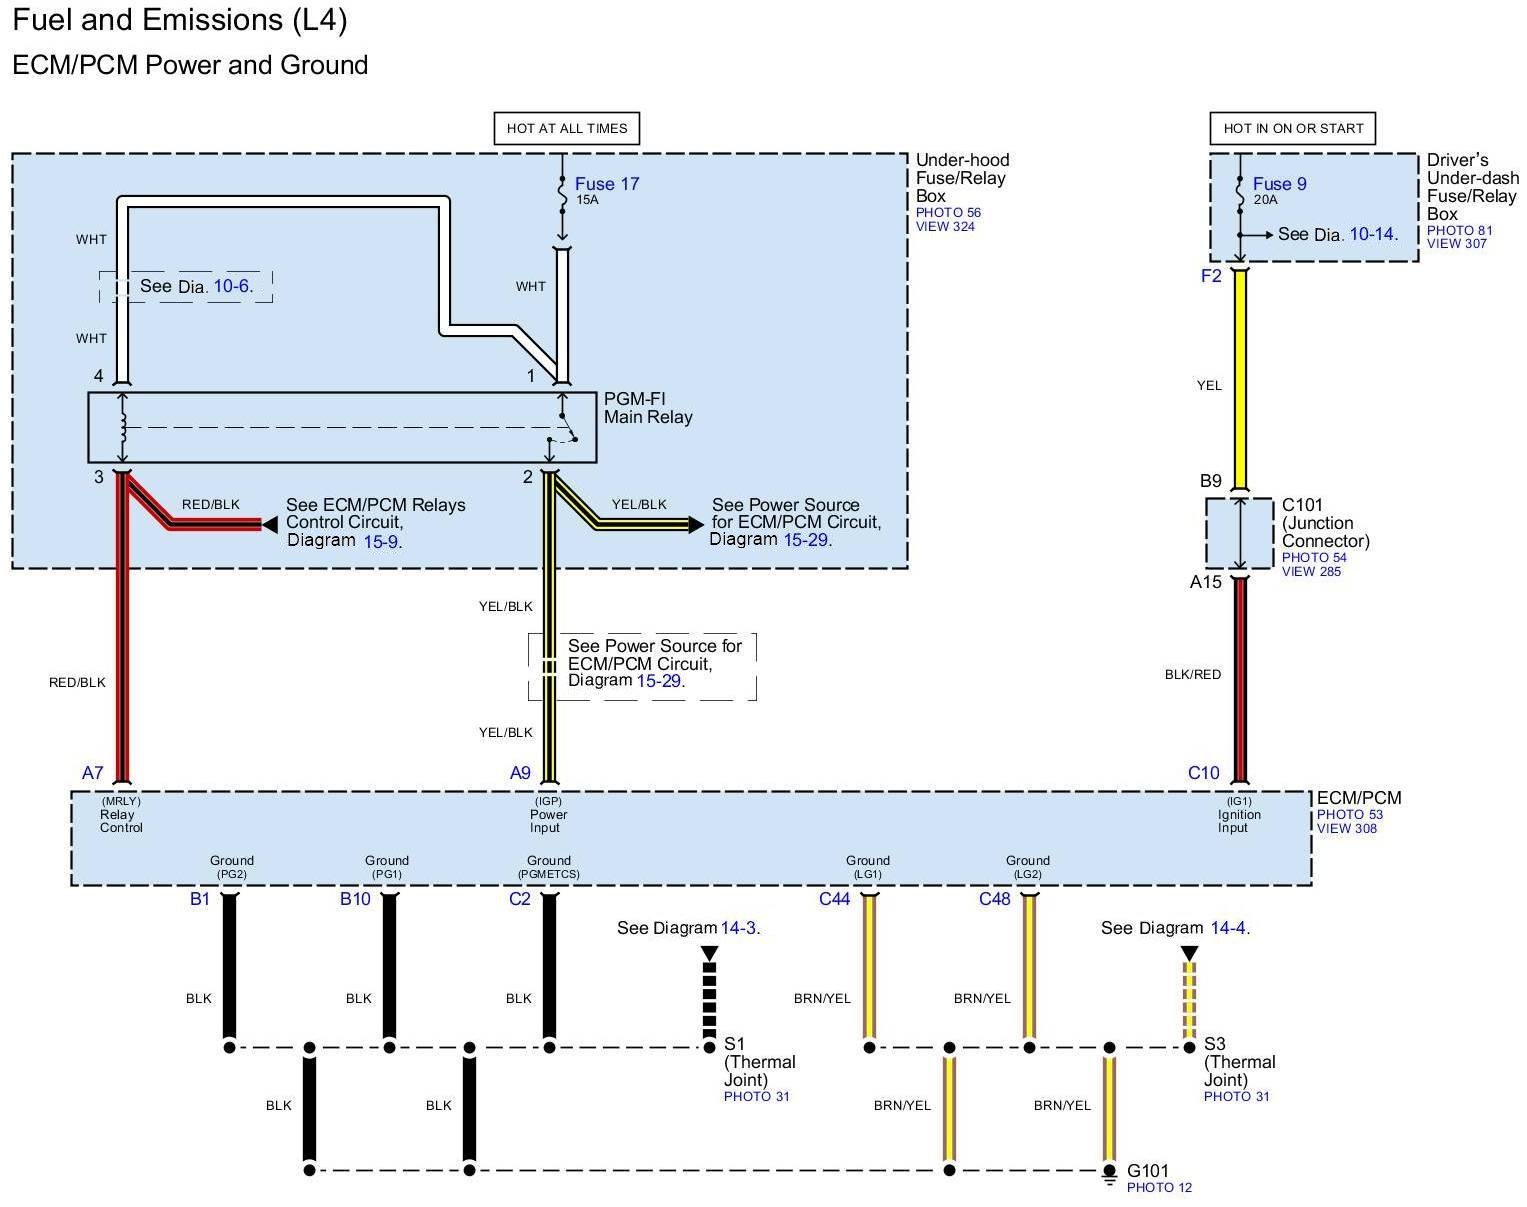 Fuel and Emissions (L4)
ECM/PCM Power and Ground
HOT AT ALL TIMES
HOT IN ON OR START
Under-hood
Fuse/Relay
Box
PHOTO 56
VIEW 324
Fuse 17
15A
Driver's
Under-dash
Fuse/Relay
Box
PHOTO 81
VIEW 307
Fuse 9
20A
See Dia. 10-14.
WHT
See Dia. 10-6.
WHT
WHT
F2
4
1
PGM-FI
Main Relay
YEL
3
2
B9
RED/BLK
See ECM/PCM Relays
Control Circuit,
Diagram 15-9.
YEL/BLK
See Power Source
for ECM/PCM Circuit,
Diagram 15-29.
C101
(Junction
Connector)
PHOTO 54
VIEW 285
A15
YEL/BLK
See Power Source for
ECM/PCM Circuit,
Diagram 15-29.
RED/BLK
BLK/RED
YEL/BLK
A7
A9
C10
(MRLY)
Relay
Control
(IGP)
Power
Input
(IG1)
Ignition
Input
ECM/PCM
PHOTO 53
VIEW 308
Ground
(PG2)
Ground
(PG1)
Ground
(PGMETCS)
Ground
(LG1)
Ground
(LG2)
B1
B10
C2
C44
C48
See Diagram 14-3.
See Diagram 14-4.
BLK
BLK
BLK
BRN/YEL
BRN/YEL
S1
(Thermal
Joint)
PHOTO 31
S3
(Thermal
Joint)
PHOTO 31
BLK
BLK
BRN/YEL
BRN/YEL
G101
PHOTO 12